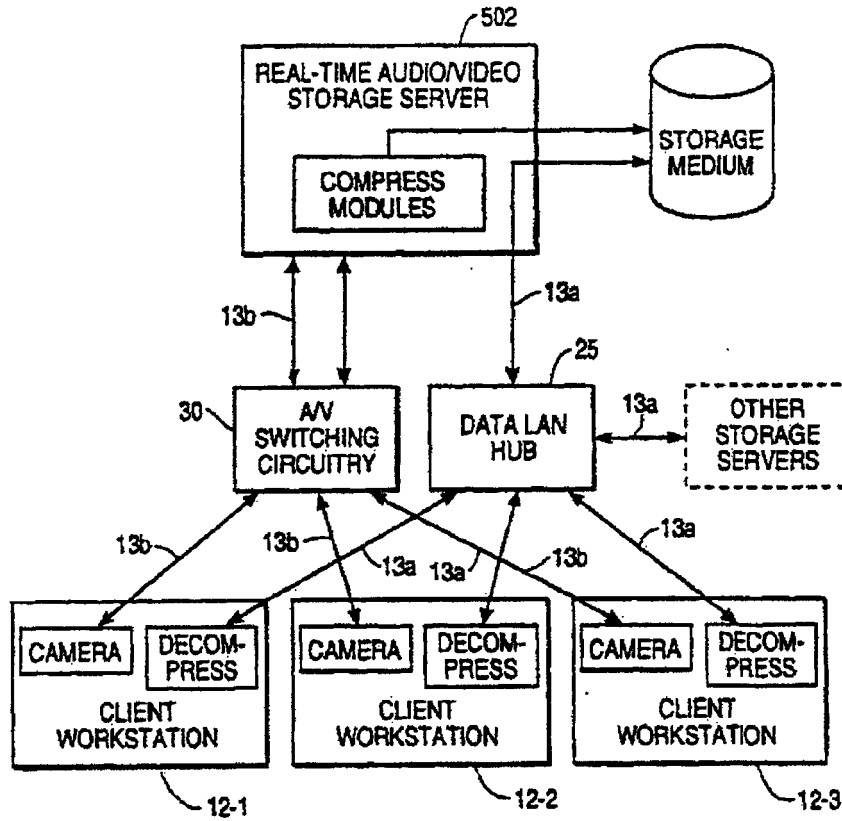 502
REAL-TIME AUDIO/VIDEO
STORAGE SERVER
COMPRESS
MODULES
STORAGE
MEDIUM
13b
13a
25
30
A/V
SWITCHING
CIRCUITRY
DATA LAN
HUB
13a
OTHER
STORAGE
SERVERS
13b
13b
13a
13a
13b
13a
CAMERA
DECOM-
PRESS
CLIENT
WORKSTATION
CAMERA
DECOM-
PRESS
CLIENT
WORKSTATION
CAMERA
DECOM-
PRESS
CLIENT
WORKSTATION
12-1
12-2
12-3